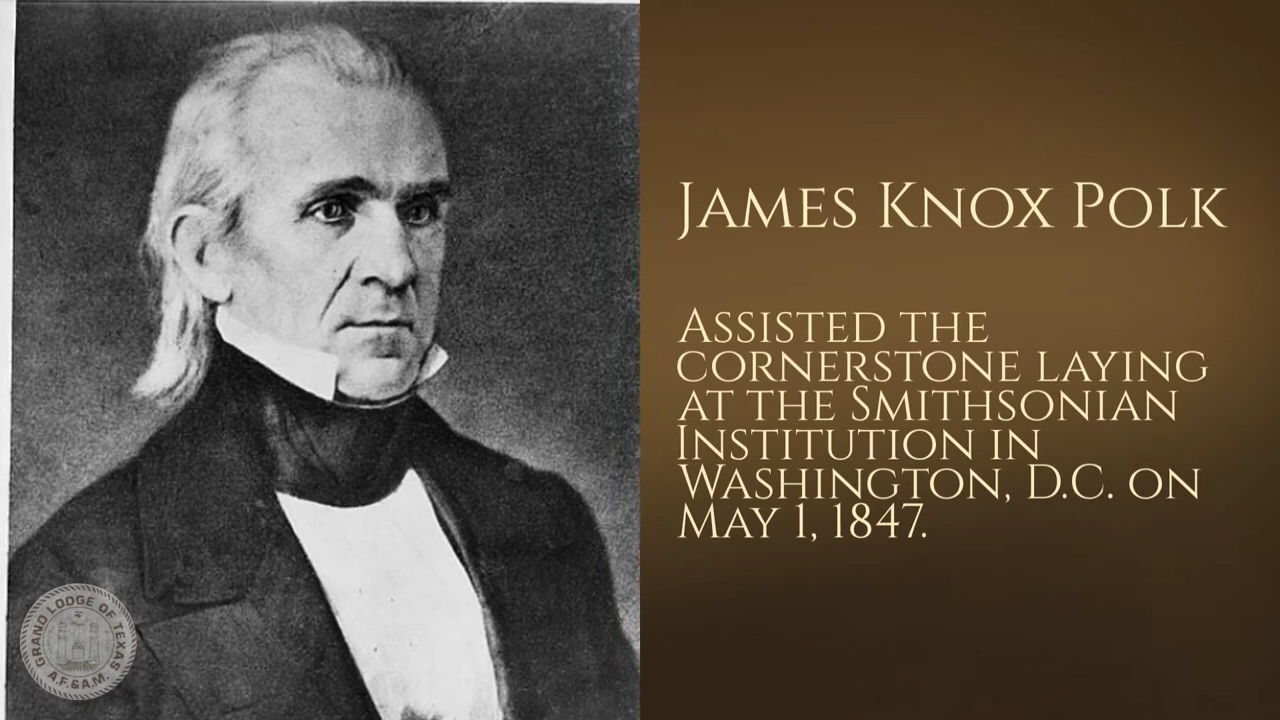 James Knox Polk
Assisted the
cornerstone laying
at the Smithsonian
Institution in
Washington, D.C. on
May 1, 1847.
GRAND LODGE OF TEXAS
A.F.&A.M.